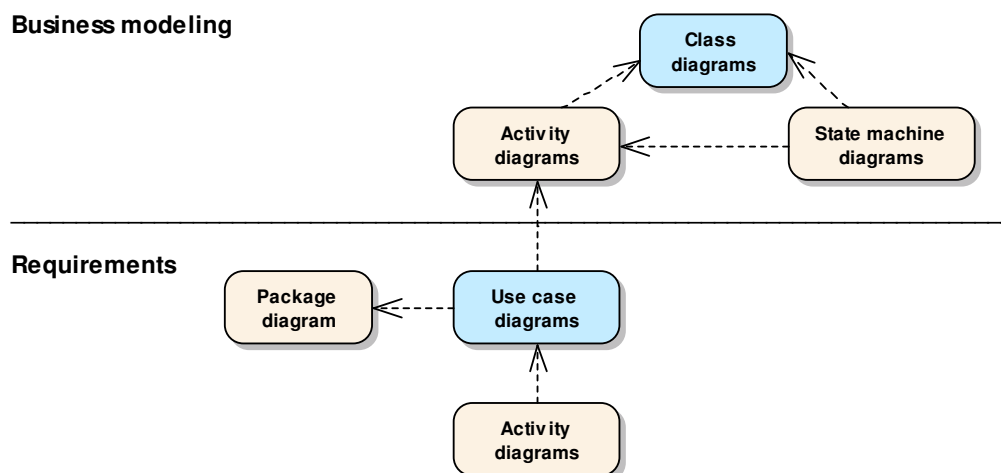 Business modeling
Class
diagrams
Activity
diagrams
State machine
diagrams
Requirements
Package
diagram
Use case
diagrams
Activity
diagrams